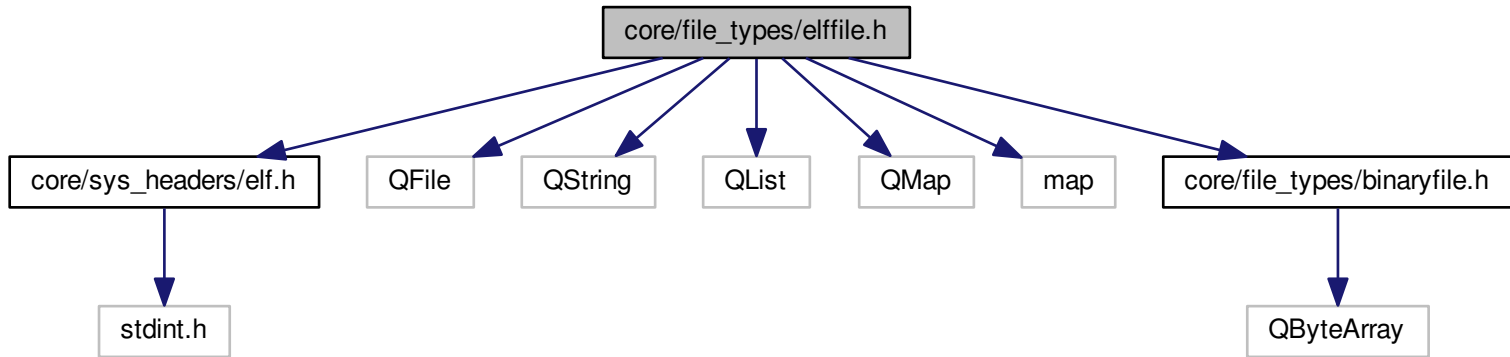 core/file_types/elffile.h
core/sys_headers/elf.h
QFile
QString
QList
QMap
map
core/file_types/binaryfile.h
stdint.h
QByteArray